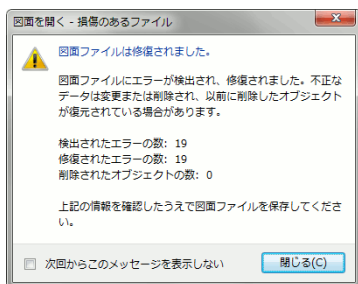 図面を開く - 損傷のあるファイル
図面ファイルは修復されました。
図面ファイルにエラーが検出され、修復されました。不正な
データは変更または削除され、以前に削除したオブジェクト
が復元されている場合があります。
検出されたエラーの数: 19
修復されたエラーの数: 19
削除されたオブジェクトの数: 0
上記の情報を確認したうえで図面ファイルを保存してくださ
い。
次回からこのメッセージを表示しない
閉じる(C)